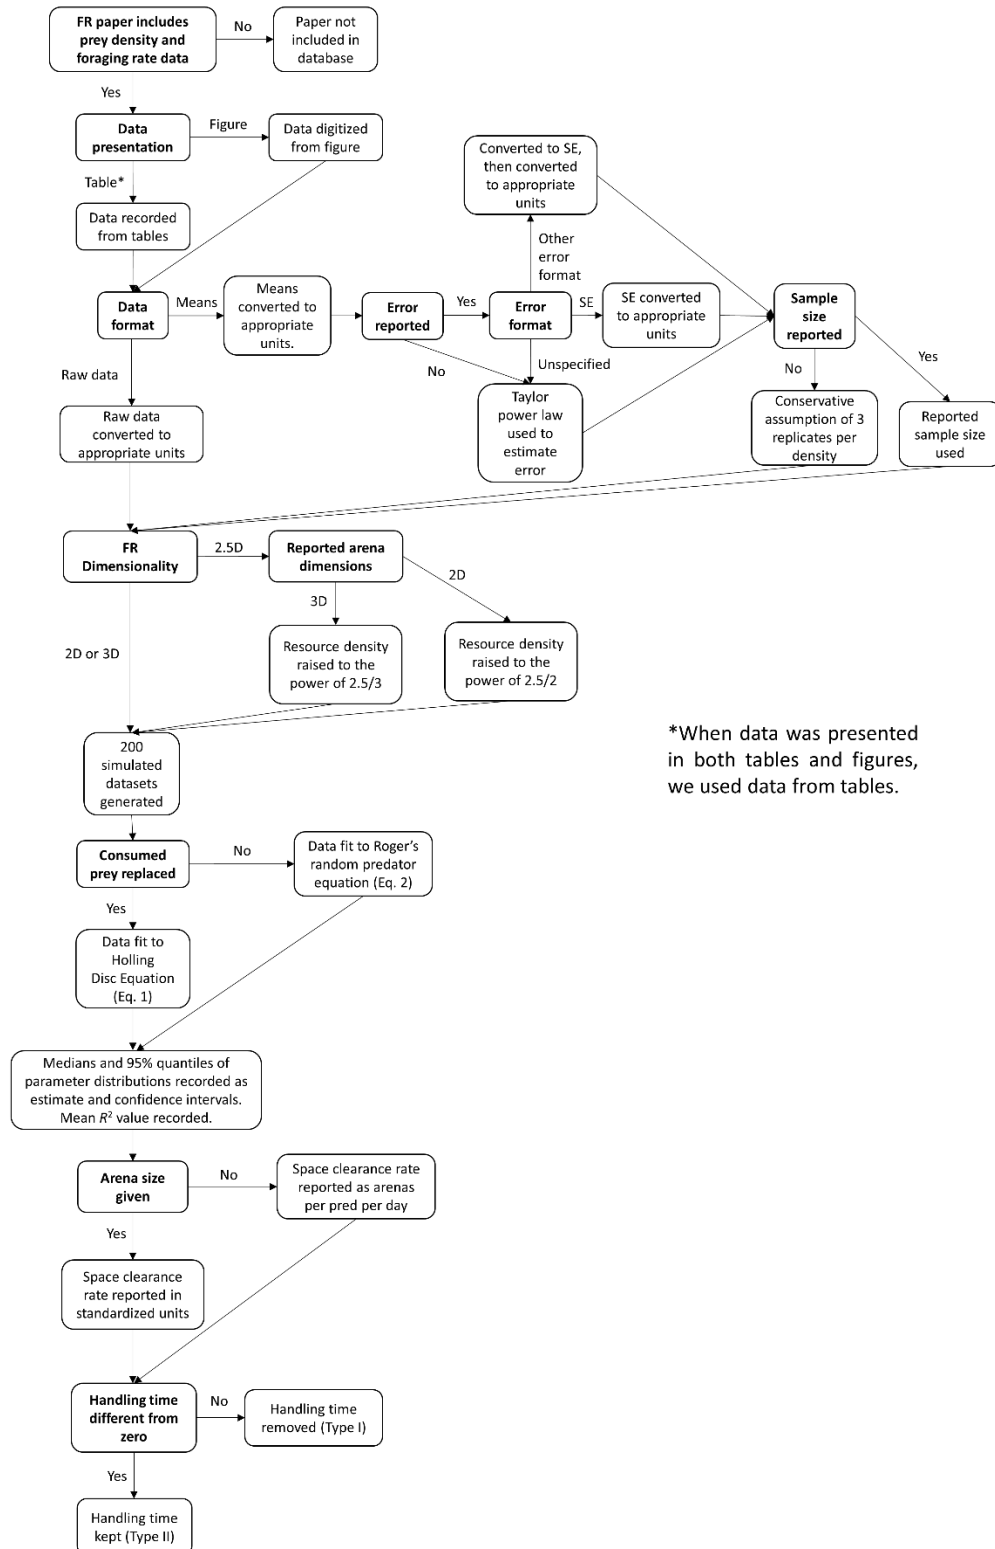 FR paper includes
prey density and
foraging rate data
No
Paper not
included in
database
Yes
Data
presentation
Figure
Data digitized
from figure
Table*
Data recorded
from tables
Converted to SE,
then converted
to appropriate
units
Other
error
format
Data
format
Means
Means
converted to
appropriate
units.
Error
reported
Yes
Error
format
SE
SE converted
to appropriate
units
Sample
size
reported
Raw data
No
Unspecified
No
Yes
Raw data
converted to
appropriate units
Taylor
power law
used to
estimate
error
Conservative
assumption of 3
replicates per
density
Reported
sample size
used
FR
Dimensionality
2.5D
Reported arena
dimensions
2D
3D
2D or 3D
Resource density
raised to the
power of 2.5/3
Resource density
raised to the
power of 2.5/2
200
simulated
datasets
generated
*When data was presented
in both tables and figures,
we used data from tables.
Consumed
prey replaced
No
Data fit to Roger’s
random predator
equation (Eq. 2)
Yes
Data fit to
Holling
Disc Equation
(Eq. 1)
Medians and 95% quantiles of
parameter distributions recorded as
estimate and confidence intervals.
Mean R² value recorded.
Arena size
given
No
Space clearance rate
reported as arenas
per pred per day
Yes
Space clearance
rate reported in
standardized units
Handling time
different from
zero
No
Handling time
removed (Type I)
Yes
Handling time
kept (Type II)